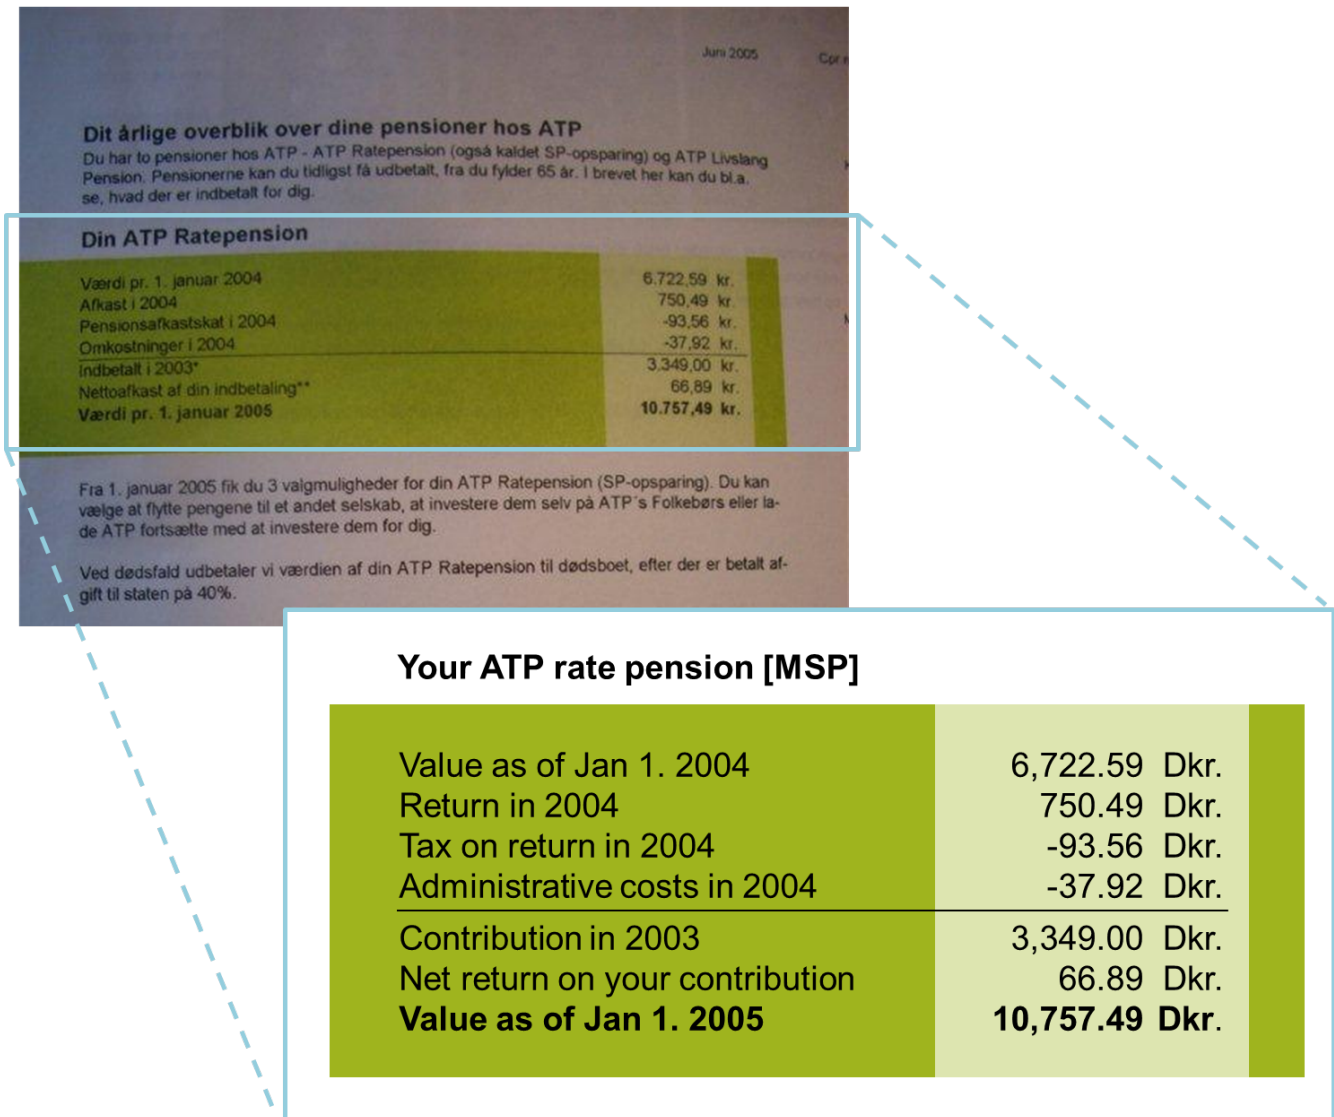 Juni 2005
Cpr
Dit årlige overblik over dine pensioner hos ATP
Du har to pensioner hos ATP - ATP Ratepension (også kaldet SP-opsparing) og ATP Livslang
Pension. Pensionerne kan du tidligst få udbetalt, fra du fylder 65 år. I brevet her kan du bl.a.
se, hvad der er indbetalt for dig.
Din ATP Ratepension
Værdi pr. 1. januar 2004 6.722,59 kr.
Afkast i 2004 750,49 kr.
Pensionsafkastskat i 2004 -93,56 kr.
Omkostninger i 2004 -37,92 kr.
Indbetalt i 2003* 3.349,00 kr.
Nettoafkast af din indbetaling** 66,89 kr.
Værdi pr. 1. januar 2005 10.757,49 kr.
Fra 1. januar 2005 fik du 3 valgmuligheder for din ATP Ratepension (SP-opsparing). Du kan
vælge at flytte pengene til et andet selskab, at investere dem selv på ATP´s Folkebørs eller la-
de ATP fortsætte med at investere dem for dig.
Ved dødsfald udbetaler vi værdien af din ATP Ratepension til dødsboet, efter der er betalt af-
gift til staten på 40%.
Your ATP rate pension [MSP]
Value as of Jan 1. 2004 6,722.59 Dkr.
Return in 2004 750.49 Dkr.
Tax on return in 2004 -93.56 Dkr.
Administrative costs in 2004 -37.92 Dkr.
Contribution in 2003 3,349.00 Dkr.
Net return on your contribution 66.89 Dkr.
Value as of Jan 1. 2005 10,757.49 Dkr.